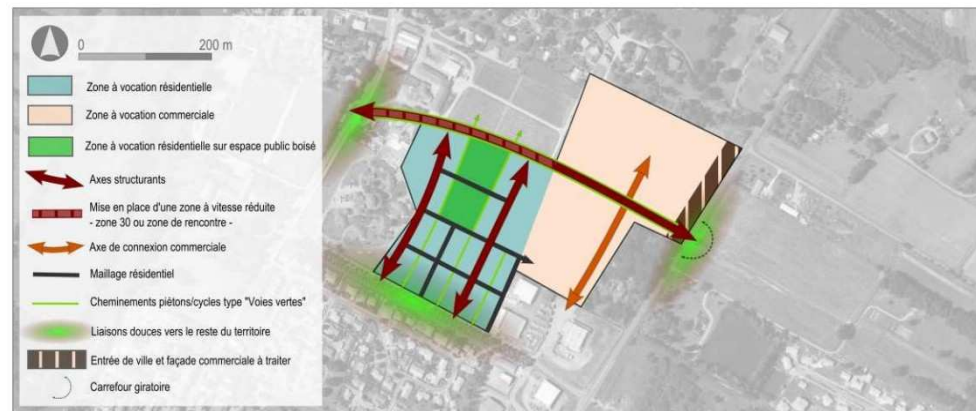 0 200 m
Zone à vocation résidentielle
Zone à vocation commerciale
Zone à vocation résidentielle sur espace public boisé
Axes structurants
Mise en place d'une zone à vitesse réduite
- zone 30 ou zone de rencontre -
Axe de connexion commerciale
Maillage résidentiel
Cheminements piétons/cycles type "Voies vertes"
Liaisons douces vers le reste du territoire
Entrée de ville et façade commerciale à traiter
Carrefour giratoire